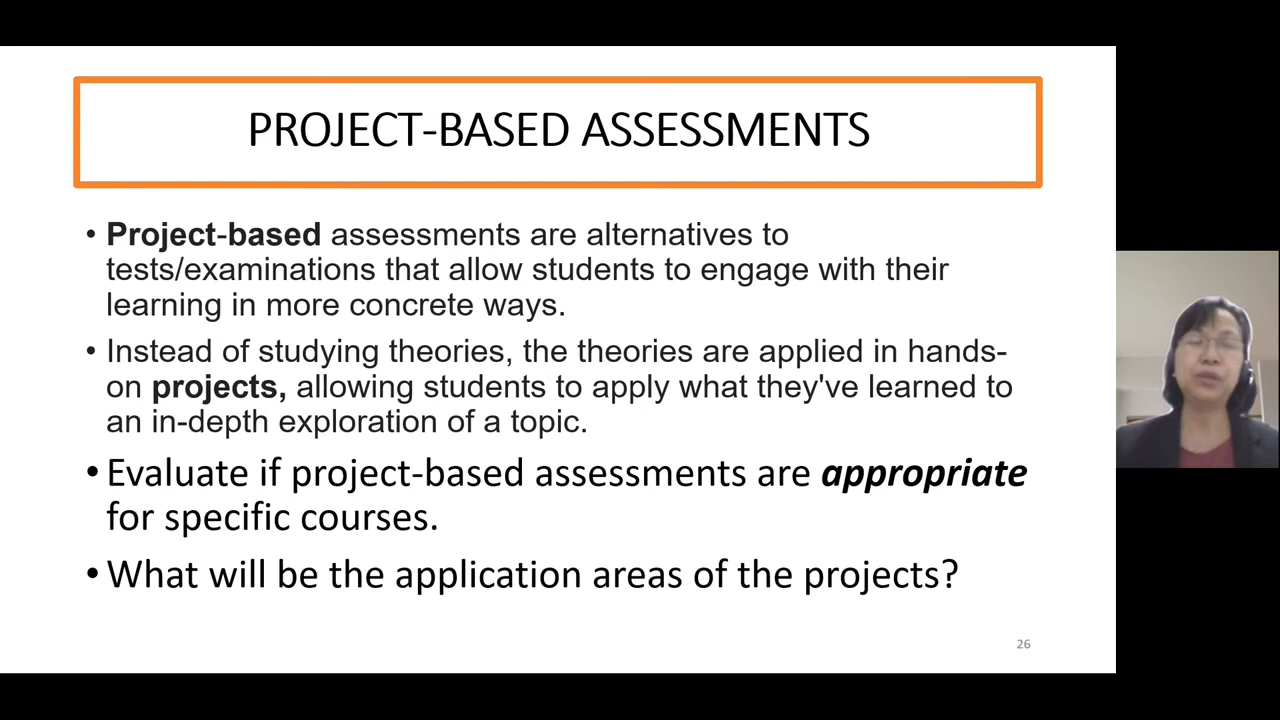 PROJECT-BASED ASSESSMENTS
• Project-based assessments are alternatives to
tests/examinations that allow students to engage with their
learning in more concrete ways.
• Instead of studying theories, the theories are applied in hands-
on projects, allowing students to apply what they've learned to
an in-depth exploration of a topic.
• Evaluate if project-based assessments are appropriate
for specific courses.
• What will be the application areas of the projects?
26